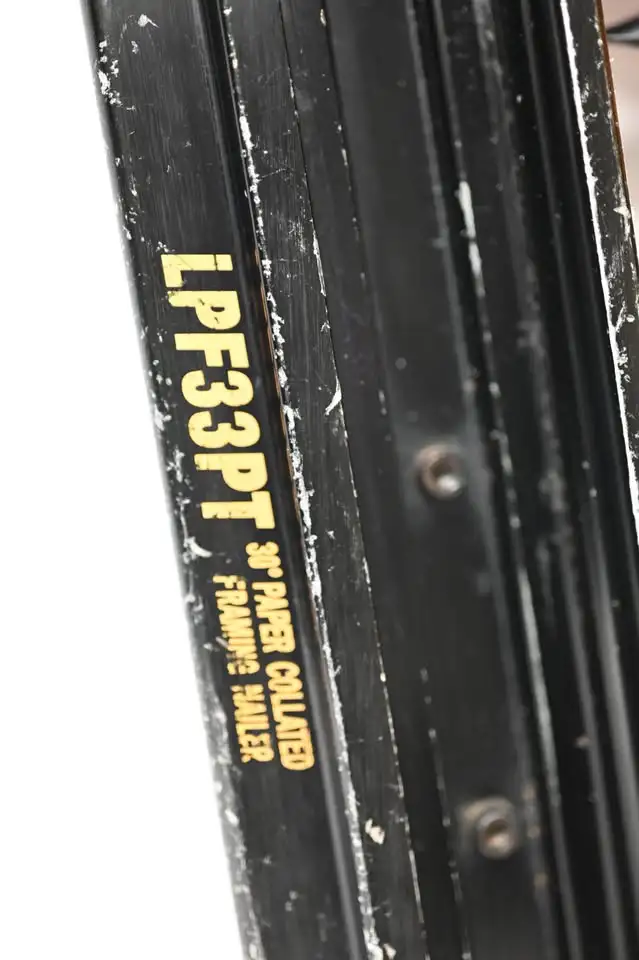 LPF33PT
30° PAPER COLLATED
FRAMING NAILER